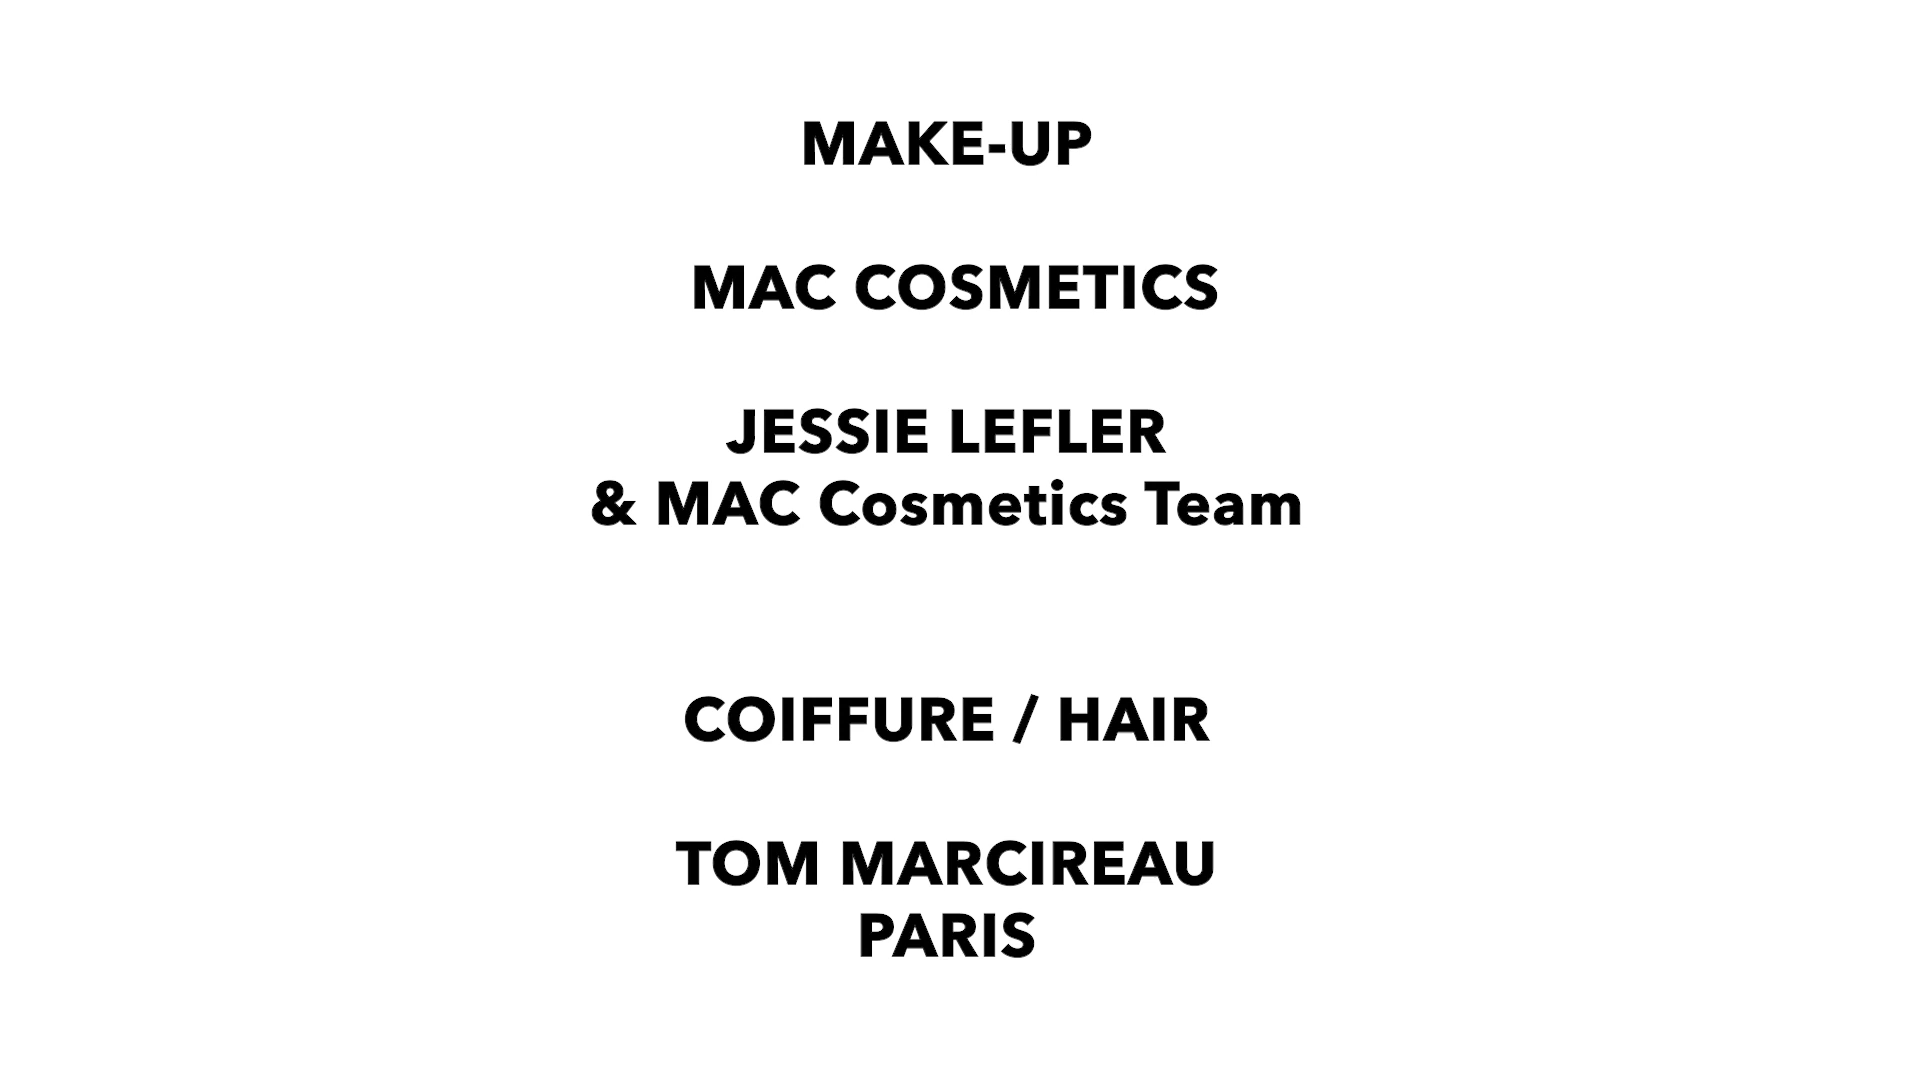 MAKE-UP
MAC COSMETICS
JESSIE LEFLER
& MAC Cosmetics Team
COIFFURE / HAIR
TOM MARCIREAU
PARIS